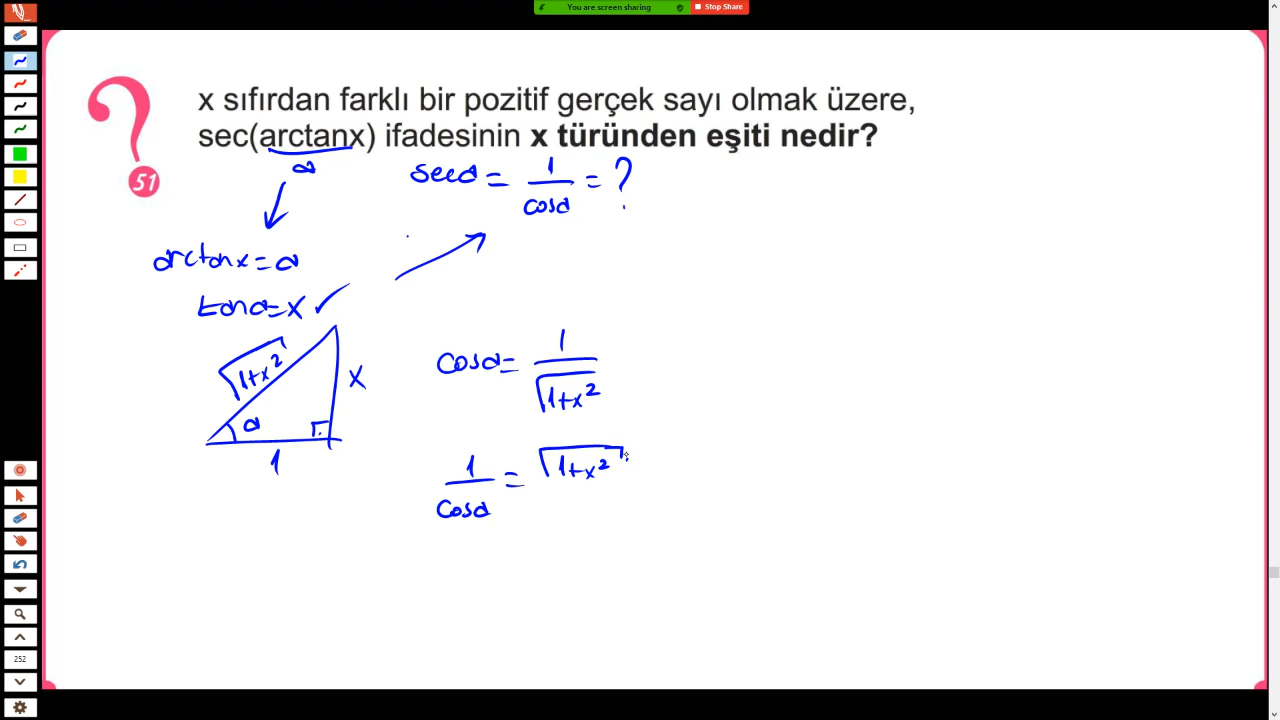 You are screen sharing
Stop Share
x sıfırdan farklı bir pozitif gerçek sayı olmak üzere,
sec(arctanx) ifadesinin x türünden eşiti nedir?
51
α
secα = 1/cosα = ?
arctanx = α
tanα = x ✓
√1+x²
x
α
1
cosα = 1/√1+x²
1/cosα = √1+x²
252